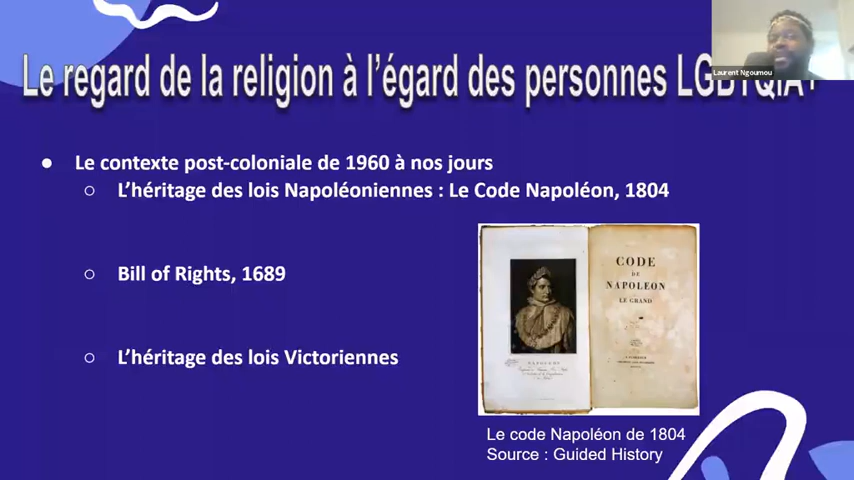 Le regard de la religion à l'égard des personnes LGBTQIA+
Laurent Ngoumou
● Le contexte post-coloniale de 1960 à nos jours
○ L'héritage des lois Napoléoniennes : Le Code Napoléon, 1804
○ Bill of Rights, 1689
○ L'héritage des lois Victoriennes
CODE
DE
NAPOLEON
LE GRAND
Le code Napoléon de 1804
Source : Guided History